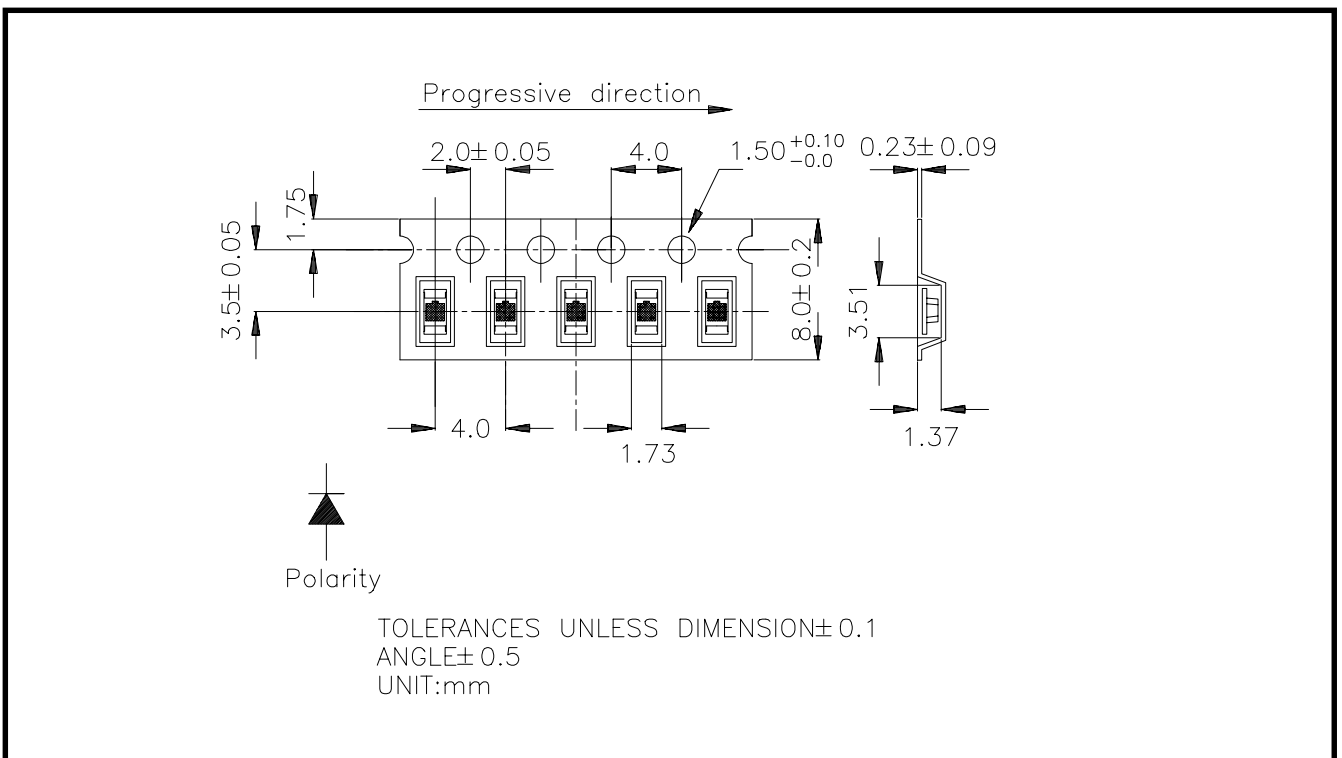 Progressive direction
2.0±0.05
4.0
1.50 +0.10 -0.0
0.23±0.09
1.75
3.5±0.05
8.0±0.2
3.51
4.0
1.73
1.37
Polarity
TOLERANCES UNLESS DIMENSION±0.1
ANGLE±0.5
UNIT:mm